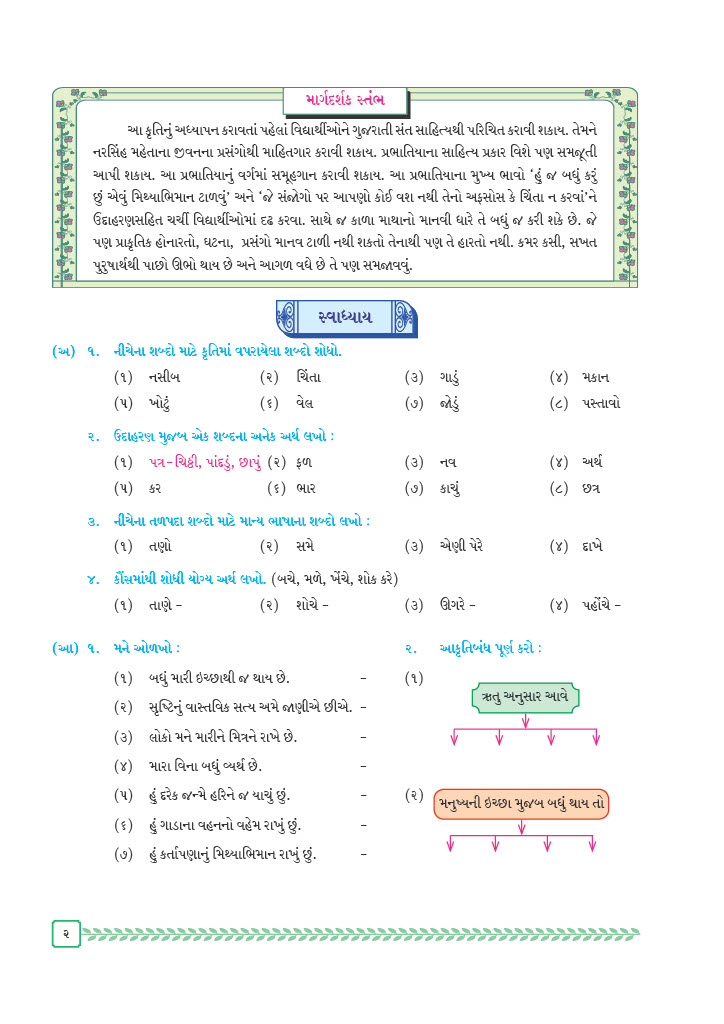 માર્ગદર્શક સ્તંભ
આ કૃતિનું અધ્યાપન કરાવતાં પહેલાં વિદ્યાર્થીઓને ગુજરાતી સંત સાહિત્યથી પરિચિત કરાવી શકાય. તેમને
નરસિંહ મહેતાના જીવનના પ્રસંગોથી માહિતગાર કરાવી શકાય. પ્રભાતિયાના સાહિત્ય પ્રકાર વિશે પણ સમજૂતી
આપી શકાય. આ પ્રભાતિયાનું વર્ગમાં સમૂહગાન કરાવી શકાય. આ પ્રભાતિયાના મુખ્ય ભાવો ‘હું જ બધું કરું
છું એવું મિથ્યાભિમાન ટાળવું’ અને ‘જે સંજોગો પર આપણો કોઈ વશ નથી તેનો અફસોસ કે ચિંતા ન કરવાં’ને
ઉદાહરણસહિત ચર્ચી વિદ્યાર્થીઓમાં દૃઢ કરવા. સાથે જ કાળા માથાનો માનવી ધારે તે બધું જ કરી શકે છે. જે
પણ પ્રાકૃતિક હોનારતો, ઘટના, પ્રસંગો માનવ ટાળી નથી શકતો તેનાથી પણ તે હારતો નથી. કમર કસી, સખત
પુરુષાર્થથી પાછો ઊભો થાય છે અને આગળ વધે છે તે પણ સમજાવવું.
સ્વાધ્યાય
(અ) ૧. નીચેના શબ્દો માટે કૃતિમાં વપરાયેલા શબ્દો શોધો.
(૧) નસીબ (૨) ચિંતા (૩) ગાડું (૪) મકાન
(૫) ખોટું (૬) વેલ (૭) જોડું (૮) પસ્તાવો
૨. ઉદાહરણ મુજબ એક શબ્દના અનેક અર્થ લખો :
(૧) પત્ર-ચિઠ્ઠી, પાંદડું, છાપું (૨) ફળ (૩) નવ (૪) અર્થ
(૫) કર (૬) ભાર (૭) કાચું (૮) છત્ર
૩. નીચેના તળપદા શબ્દો માટે માન્ય ભાષાના શબ્દો લખો :
(૧) તણો (૨) સમે (૩) એણી પેરે (૪) દાખે
૪. કૌંસમાંથી શોધી યોગ્ય અર્થ લખો. (બચે, મળે, ખેંચે, શોક કરે)
(૧) તાણે – (૨) શોચે – (૩) ઊગરે – (૪) પહોંચે –
(આ) ૧. મને ઓળખો :
(૧) બધું મારી ઇચ્છાથી જ થાય છે. –
(૨) સૃષ્ટિનું વાસ્તવિક સત્ય અમે જાણીએ છીએ. –
(૩) લોકો મને મારીને મિત્રને રાખે છે. –
(૪) મારા વિના બધું વ્યર્થ છે. –
(૫) હું દરેક જન્મે હરિને જ યાચું છું. –
(૬) હું ગાડાના વહનનો વહેમ રાખું છું. –
(૭) હું કર્તાપણાનું મિથ્યાભિમાન રાખું છું. –
૨. આકૃતિબંધ પૂર્ણ કરો :
(૧) ઋતુ અનુસાર આવે
(૨) મનુષ્યની ઇચ્છા મુજબ બધું થાય તો
૨